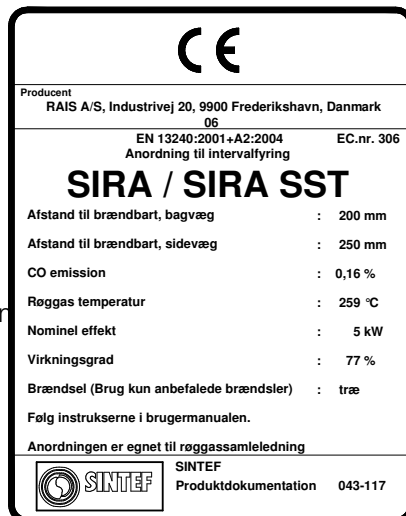 CE
Producent
RAIS A/S, Industrivej 20, 9900 Frederikshavn, Danmark
06
EN 13240:2001+A2:2004 EC.nr. 306
Anordning til intervalfyring
SIRA / SIRA SST
Afstand til brændbart, bagvæg : 200 mm
Afstand til brændbart, sidevæg : 250 mm
CO emission : 0,16 %
Røggas temperatur : 259 °C
Nominel effekt : 5 kW
Virkningsgrad : 77 %
Brændsel (Brug kun anbefalede brændsler) : træ
Følg instrukserne i brugermanualen.
Anordningen er egnet til røggassamleledning
SINTEF
SINTEF
Produktdokumentation 043-117